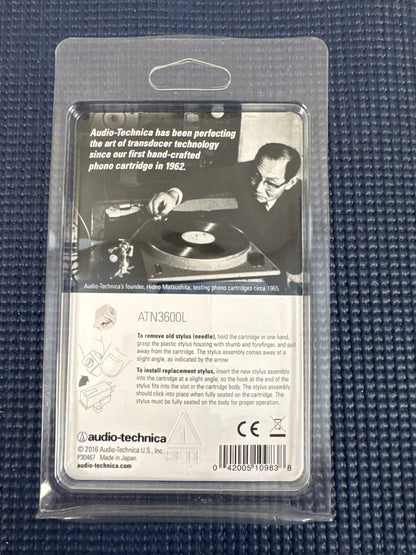 Audio-Technica has been perfecting
the art of transducer technology
since our first hand-crafted
phono cartridge in 1962.
Audio-Technica's founder, Hideo Matsushita, testing phono cartridges circa 1965.
ATN3600L
To remove old stylus (needle), hold the cartridge in one hand,
grasp the plastic stylus housing with thumb and forefinger, and pull
away from the cartridge. The stylus assembly comes away at a
slight angle, as indicated by the arrow.
To install replacement stylus, insert the new stylus assembly
into the cartridge at a slight angle, so the hook at the end of the
stylus fits into the slot in the cartridge body. The stylus assembly
should click into place when fully seated on the cartridge. The
stylus must be fully seated on the body for proper operation.
audio-technica
© 2016 Audio-Technica U.S., Inc.
P30467 Made in Japan.
audio-technica.com
1
CE
0 42005 10983 8